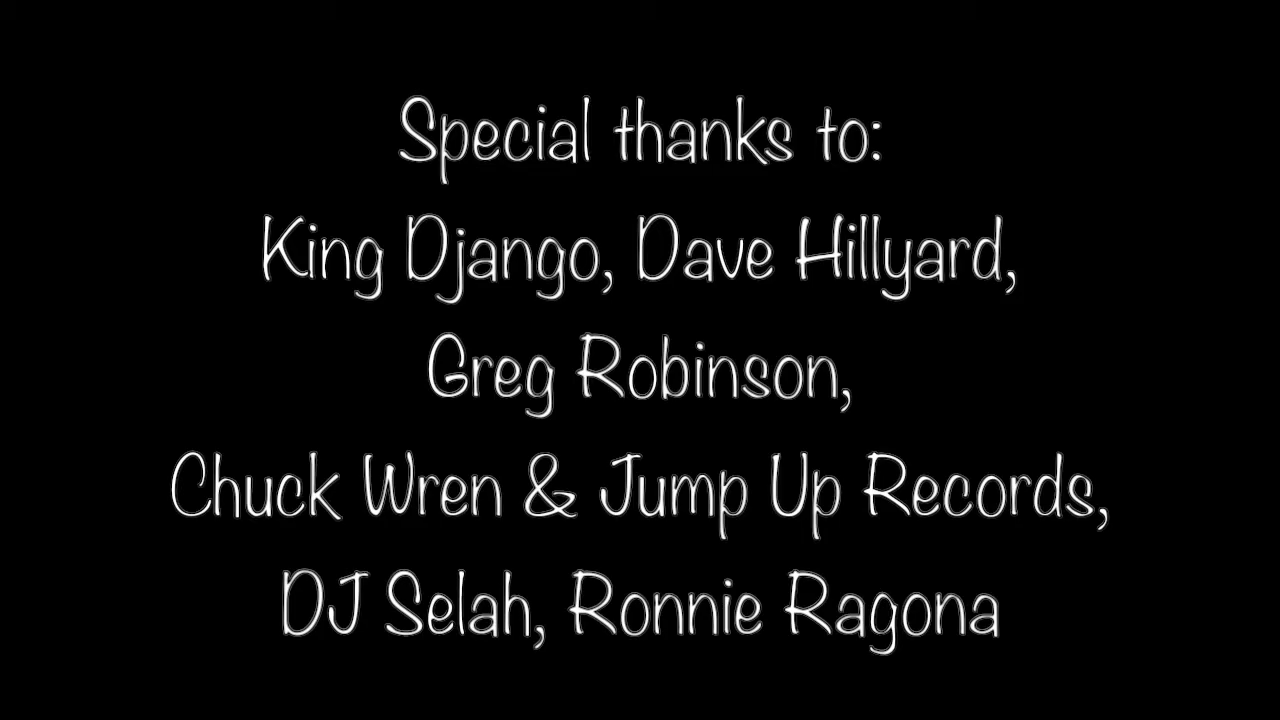 Special thanks to:
King Django, Dave Hillyard,
Greg Robinson,
Chuck Wren & Jump Up Records,
DJ Selah, Ronnie Ragona